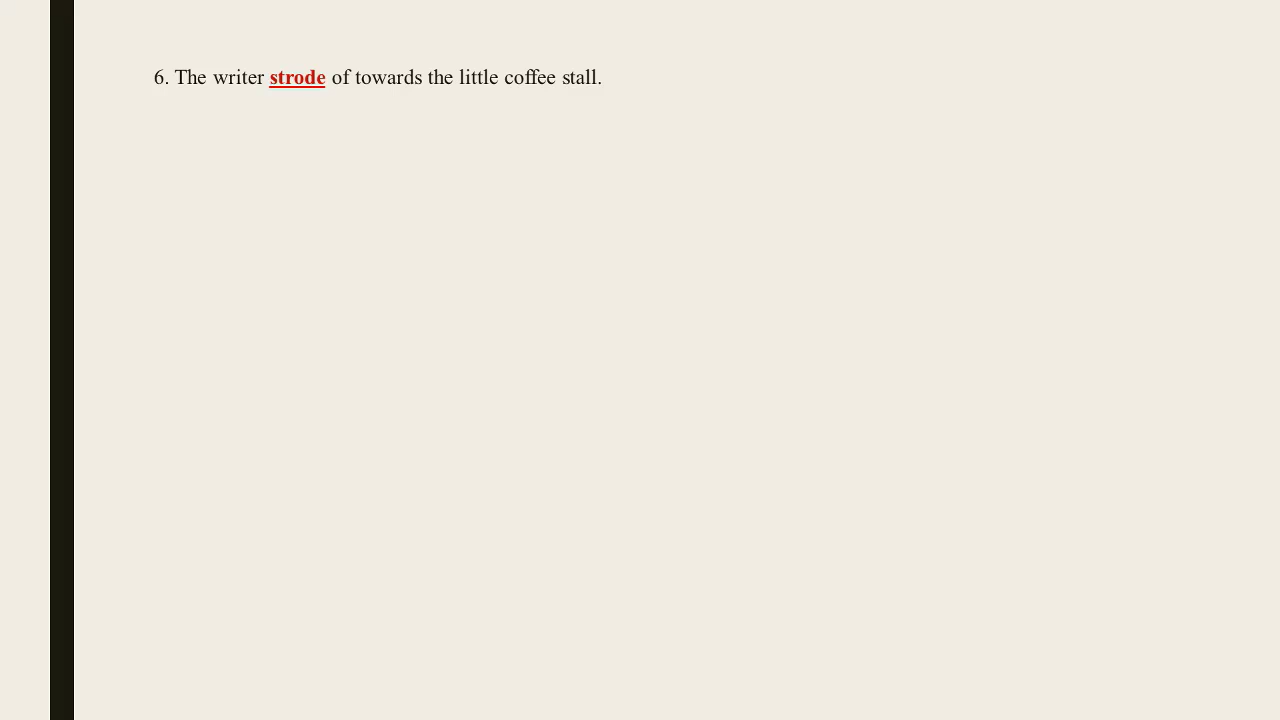 6. The writer strode of towards the little coffee stall.